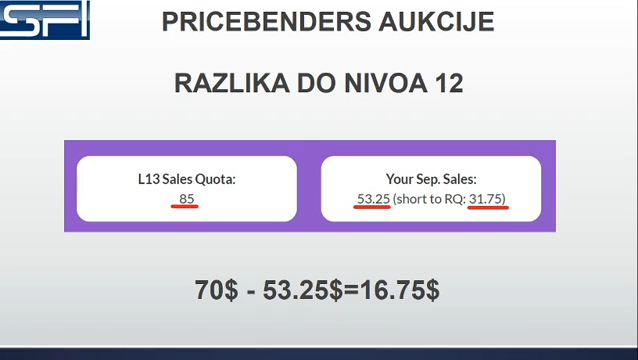 SFI
PRICEBENDERS AUKCIJE
RAZLIKA DO NIVOA 12
L13 Sales Quota:
85
Your Sep. Sales:
53.25 (short to RQ: 31.75)
70$ - 53.25$=16.75$